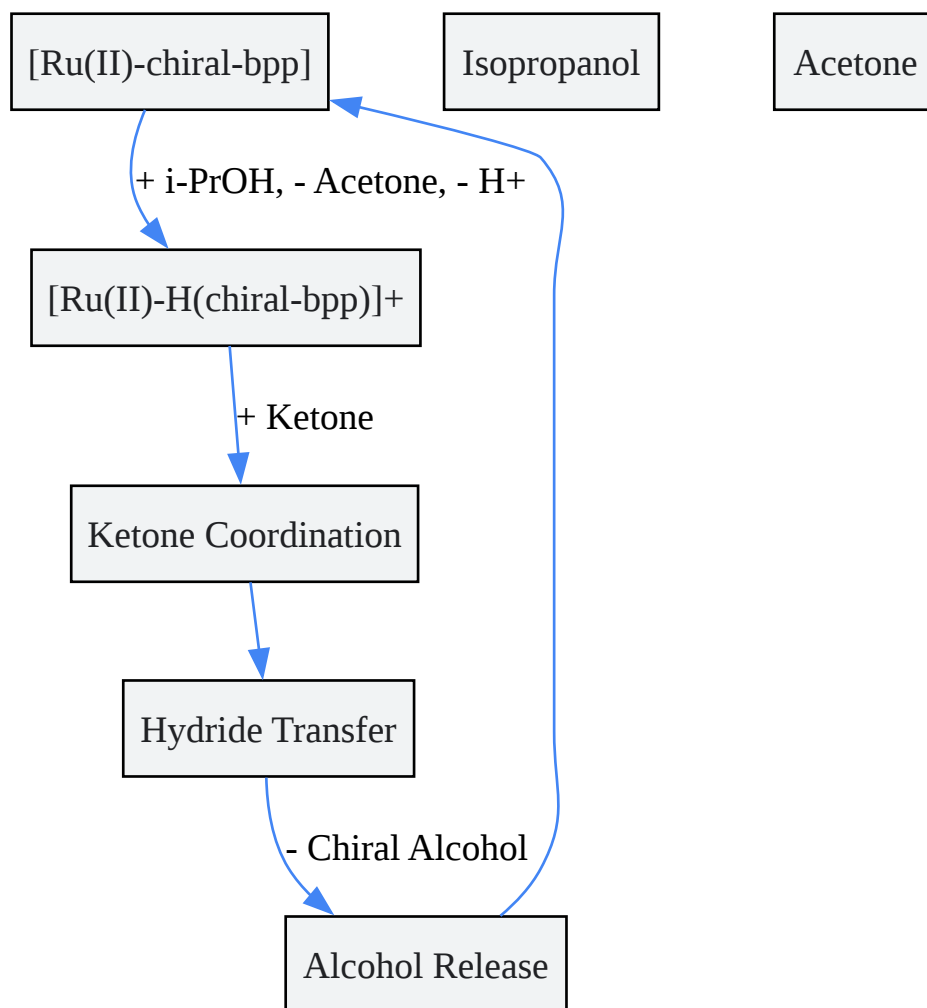 [Ru(II)-chiral-bpp]
Isopropanol
Acetone
+ i-PrOH, - Acetone, - H+
[Ru(II)-H(chiral-bpp)]+
+ Ketone
Ketone Coordination
Hydride Transfer
- Chiral Alcohol
Alcohol Release